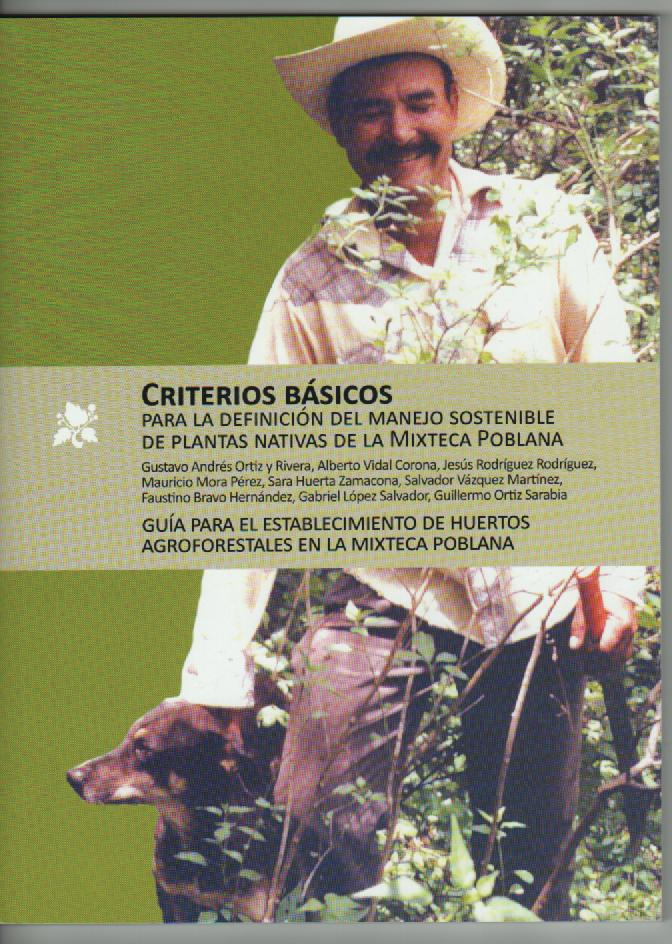 CRITERIOS BÁSICOS
PARA LA DEFINICIÓN DEL MANEJO SOSTENIBLE
DE PLANTAS NATIVAS DE LA MIXTECA POBLANA
Gustavo Andrés Ortiz y Rivera, Alberto Vidal Corona, Jesús Rodríguez Rodríguez,
Mauricio Mora Pérez, Sara Huerta Zamacona, Salvador Vázquez Martínez,
Faustino Bravo Hernández, Gabriel López Salvador, Guillermo Ortiz Sarabia
GUÍA PARA EL ESTABLECIMIENTO DE HUERTOS
AGROFORESTALES EN LA MIXTECA POBLANA